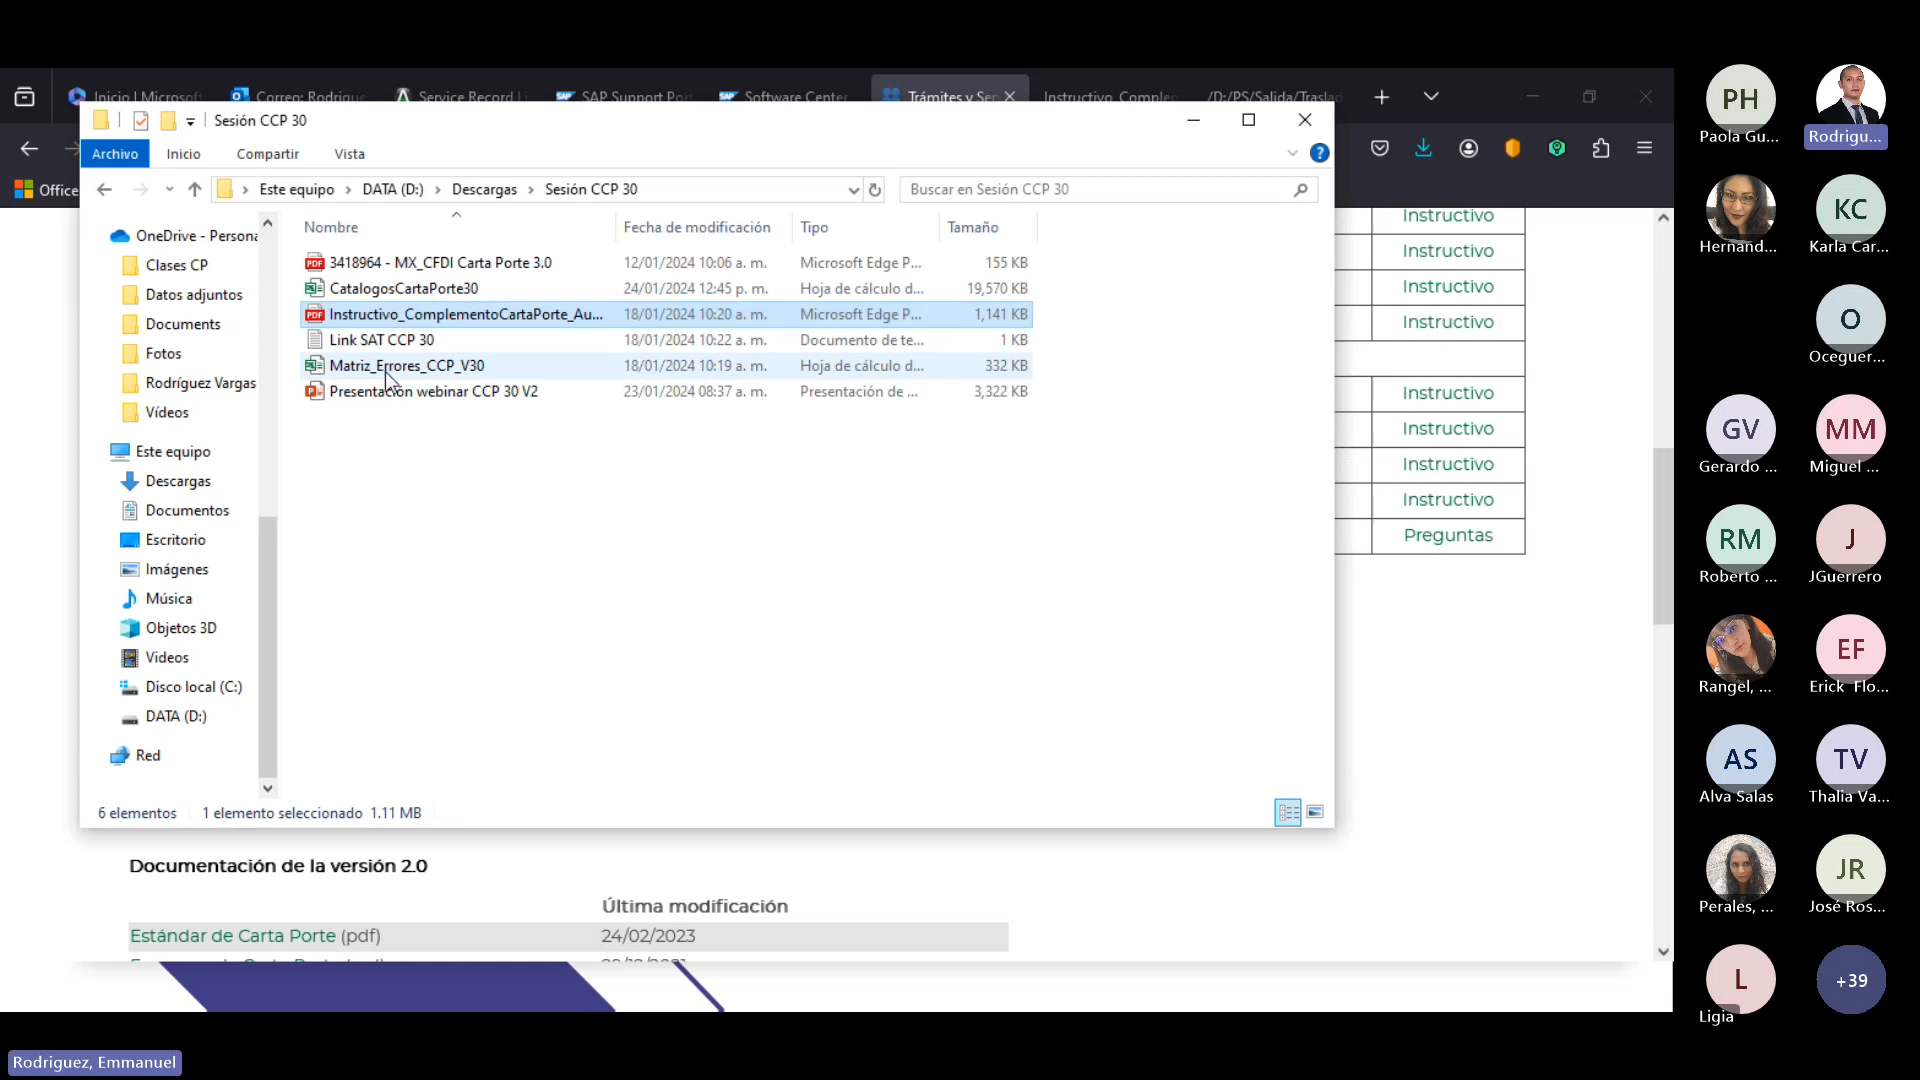 Inicio | Microsoft
Correo: Rodrigue
Service Record L
SAP Support Port
Software Center
Trámites y Ser
Instructivo_Complem
/D:/PS/Salida/Traslad
Sesión CCP 30
Archivo
Inicio
Compartir
Vista
Office
Este equipo > DATA (D:) > Descargas > Sesión CCP 30
Buscar en Sesión CCP 30
Nombre
Fecha de modificación
Tipo
Tamaño
3418964 - MX_CFDI Carta Porte 3.0 12/01/2024 10:06 a. m. Microsoft Edge P... 155 KB
CatalogosCartaPorte30 24/01/2024 12:45 p. m. Hoja de cálculo d... 19,570 KB
Instructivo_ComplementoCartaPorte_Au... 18/01/2024 10:20 a. m. Microsoft Edge P... 1,141 KB
Link SAT CCP 30 18/01/2024 10:22 a. m. Documento de te... 1 KB
Matriz_Errores_CCP_V30 18/01/2024 10:19 a. m. Hoja de cálculo d... 332 KB
Presentación webinar CCP 30 V2 23/01/2024 08:37 a. m. Presentación de ... 3,322 KB
OneDrive - Persona
Clases CP
Datos adjuntos
Documents
Fotos
Rodríguez Vargas
Vídeos
Este equipo
Descargas
Documentos
Escritorio
Imágenes
Música
Objetos 3D
Videos
Disco local (C:)
DATA (D:)
Red
6 elementos
1 elemento seleccionado 1.11 MB
Instructivo
Instructivo
Instructivo
Instructivo
Instructivo
Instructivo
Instructivo
Instructivo
Preguntas
Documentación de la versión 2.0
Última modificación
Estándar de Carta Porte (pdf) 24/02/2023
PH
Paola Gu...
Rodrigu...
Hernánd...
KC
Karla Car...
O
Oceguer...
GV
Gerardo ...
MM
Miguel ...
RM
Roberto ...
J
JGuerrero
Rangel, ...
EF
Erick Flo...
AS
Alva Salas
TV
Thalia Va...
Perales, ...
JR
José Ros...
L
Ligia
+39
Rodriguez, Emmanuel